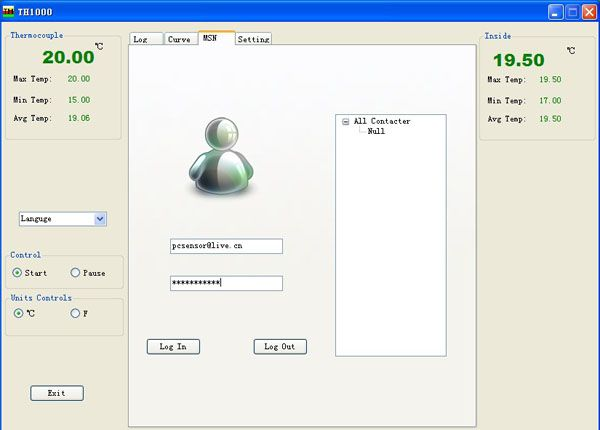 TH1000
Thermocouple
20.00 ℃
Max Temp: 20.00
Min Temp: 15.00
Avg Temp: 19.06
Languge
Control
Start Pause
Units Controls
℃ F
Exit
Log Curve MSN Setting
pcsensor@live.cn
***********
Log In Log Out
All Contacter
Null
Inside
19.50 ℃
Max Temp: 19.50
Min Temp: 17.00
Avg Temp: 19.50